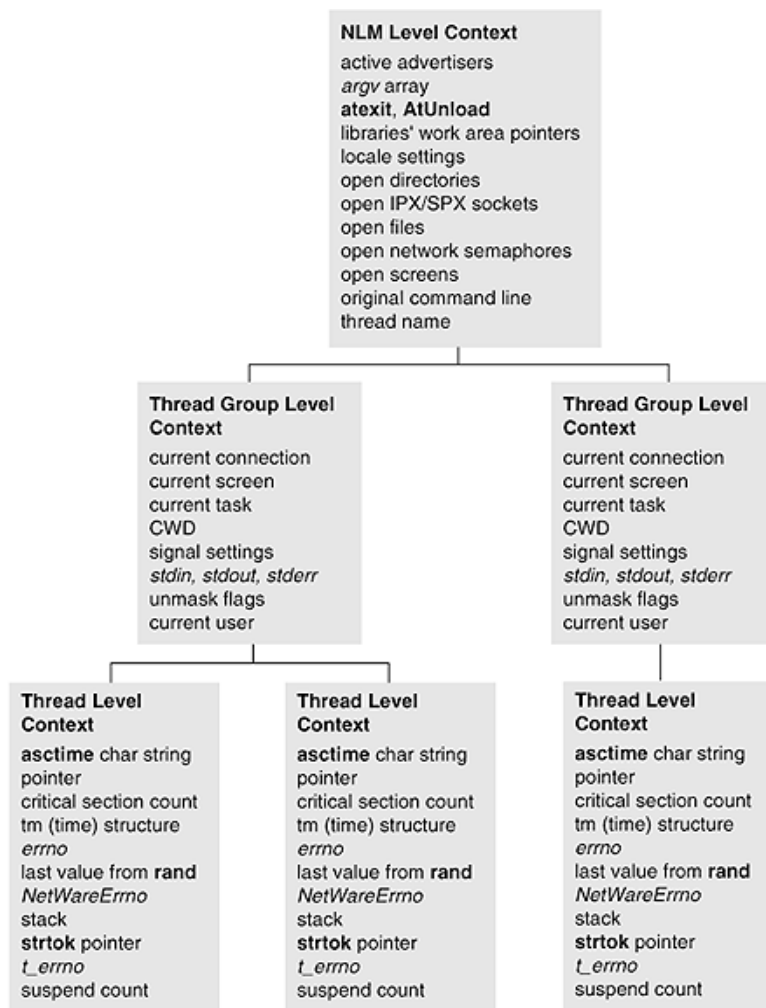 NLM Level Context
active advertisers
argv array
atexit, AtUnload
libraries' work area pointers
locale settings
open directories
open IPX/SPX sockets
open files
open network semaphores
open screens
original command line
thread name
Thread Group Level
Context
current connection
current screen
current task
CWD
signal settings
stdin, stdout, stderr
unmask flags
current user
Thread Group Level
Context
current connection
current screen
current task
CWD
signal settings
stdin, stdout, stderr
unmask flags
current user
Thread Level
Context
asctime char string
pointer
critical section count
tm (time) structure
errno
last value from rand
NetWareErrno
stack
strtok pointer
t_errno
suspend count
Thread Level
Context
asctime char string
pointer
critical section count
tm (time) structure
errno
last value from rand
NetWareErrno
stack
strtok pointer
t_errno
suspend count
Thread Level
Context
asctime char string
pointer
critical section count
tm (time) structure
errno
last value from rand
NetWareErrno
stack
strtok pointer
t_errno
suspend count